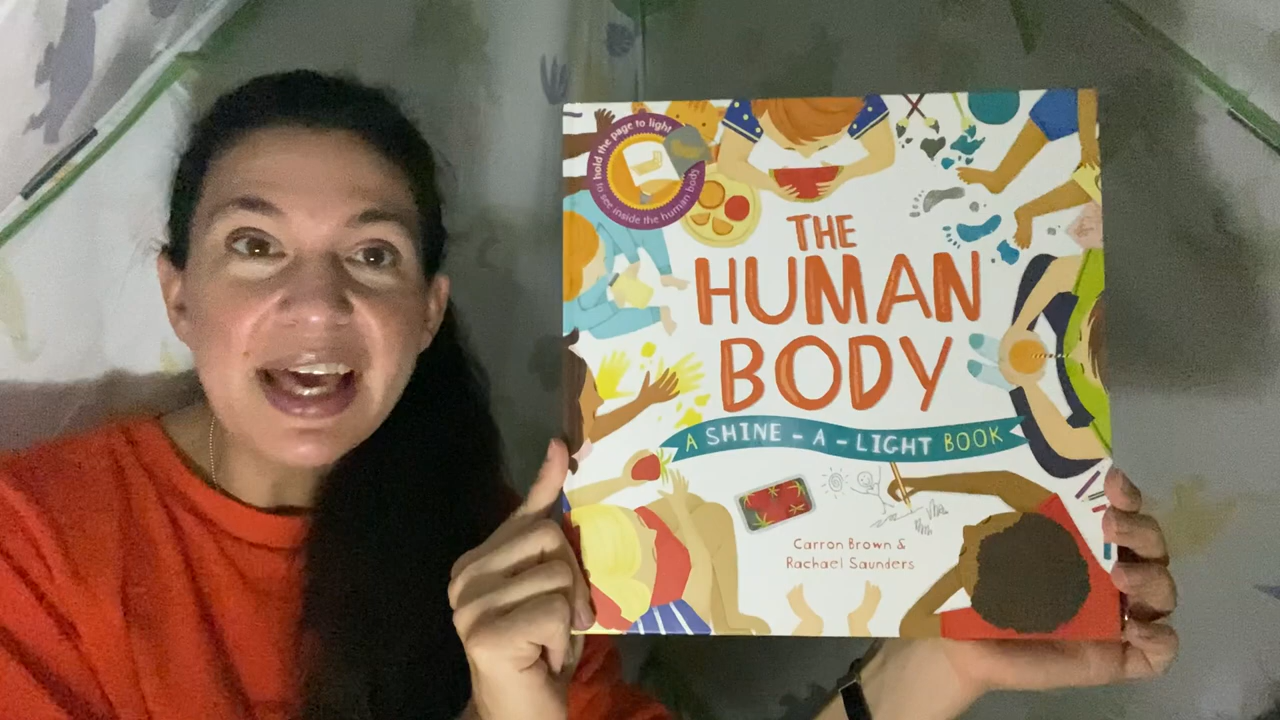 hold the page to light
to see inside the human body
THE
HUMAN
BODY
A SHINE-A-LIGHT BOOK
Carron Brown &
Rachael Saunders